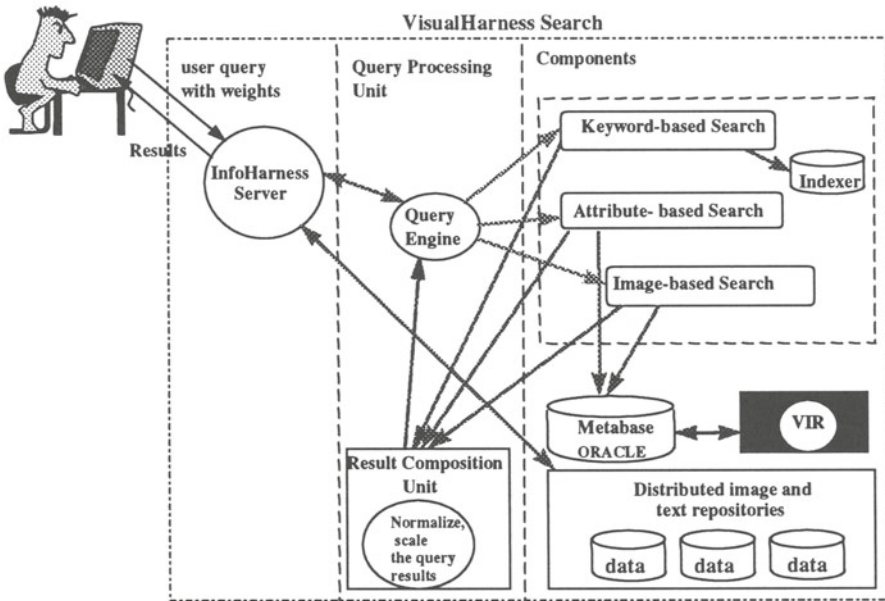 VisualHarness Search
user query
with weights
Results
InfoHarness
Server
Query Processing
Unit
Query
Engine
Result Composition
Unit
Normalize,
scale
the query
results
Components
Keyword-based Search
Indexer
Attribute- based Search
Image-based Search
Metabase
ORACLE
VIR
Distributed image and
text repositories
data
data
data